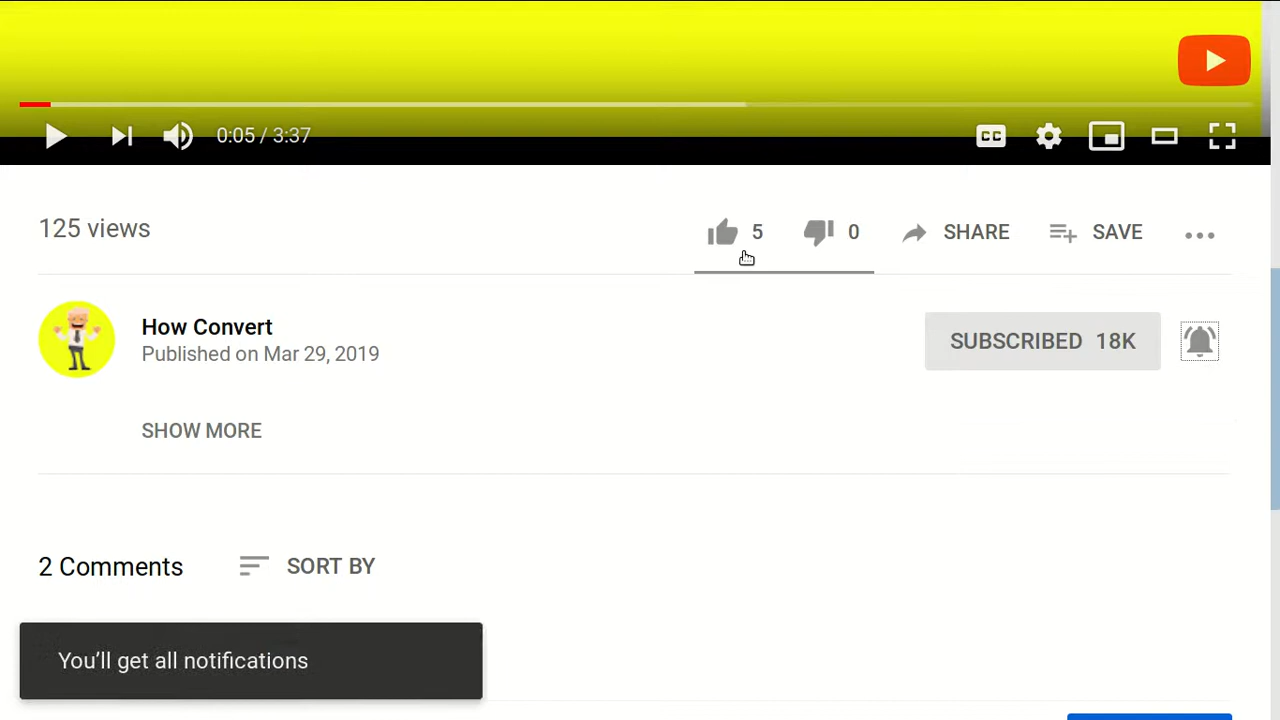 CC
0:05 / 3:37
125 views
5
0
SHARE
SAVE
How Convert
Published on Mar 29, 2019
SUBSCRIBED 18K
SHOW MORE
2 Comments
SORT BY
You’ll get all notifications